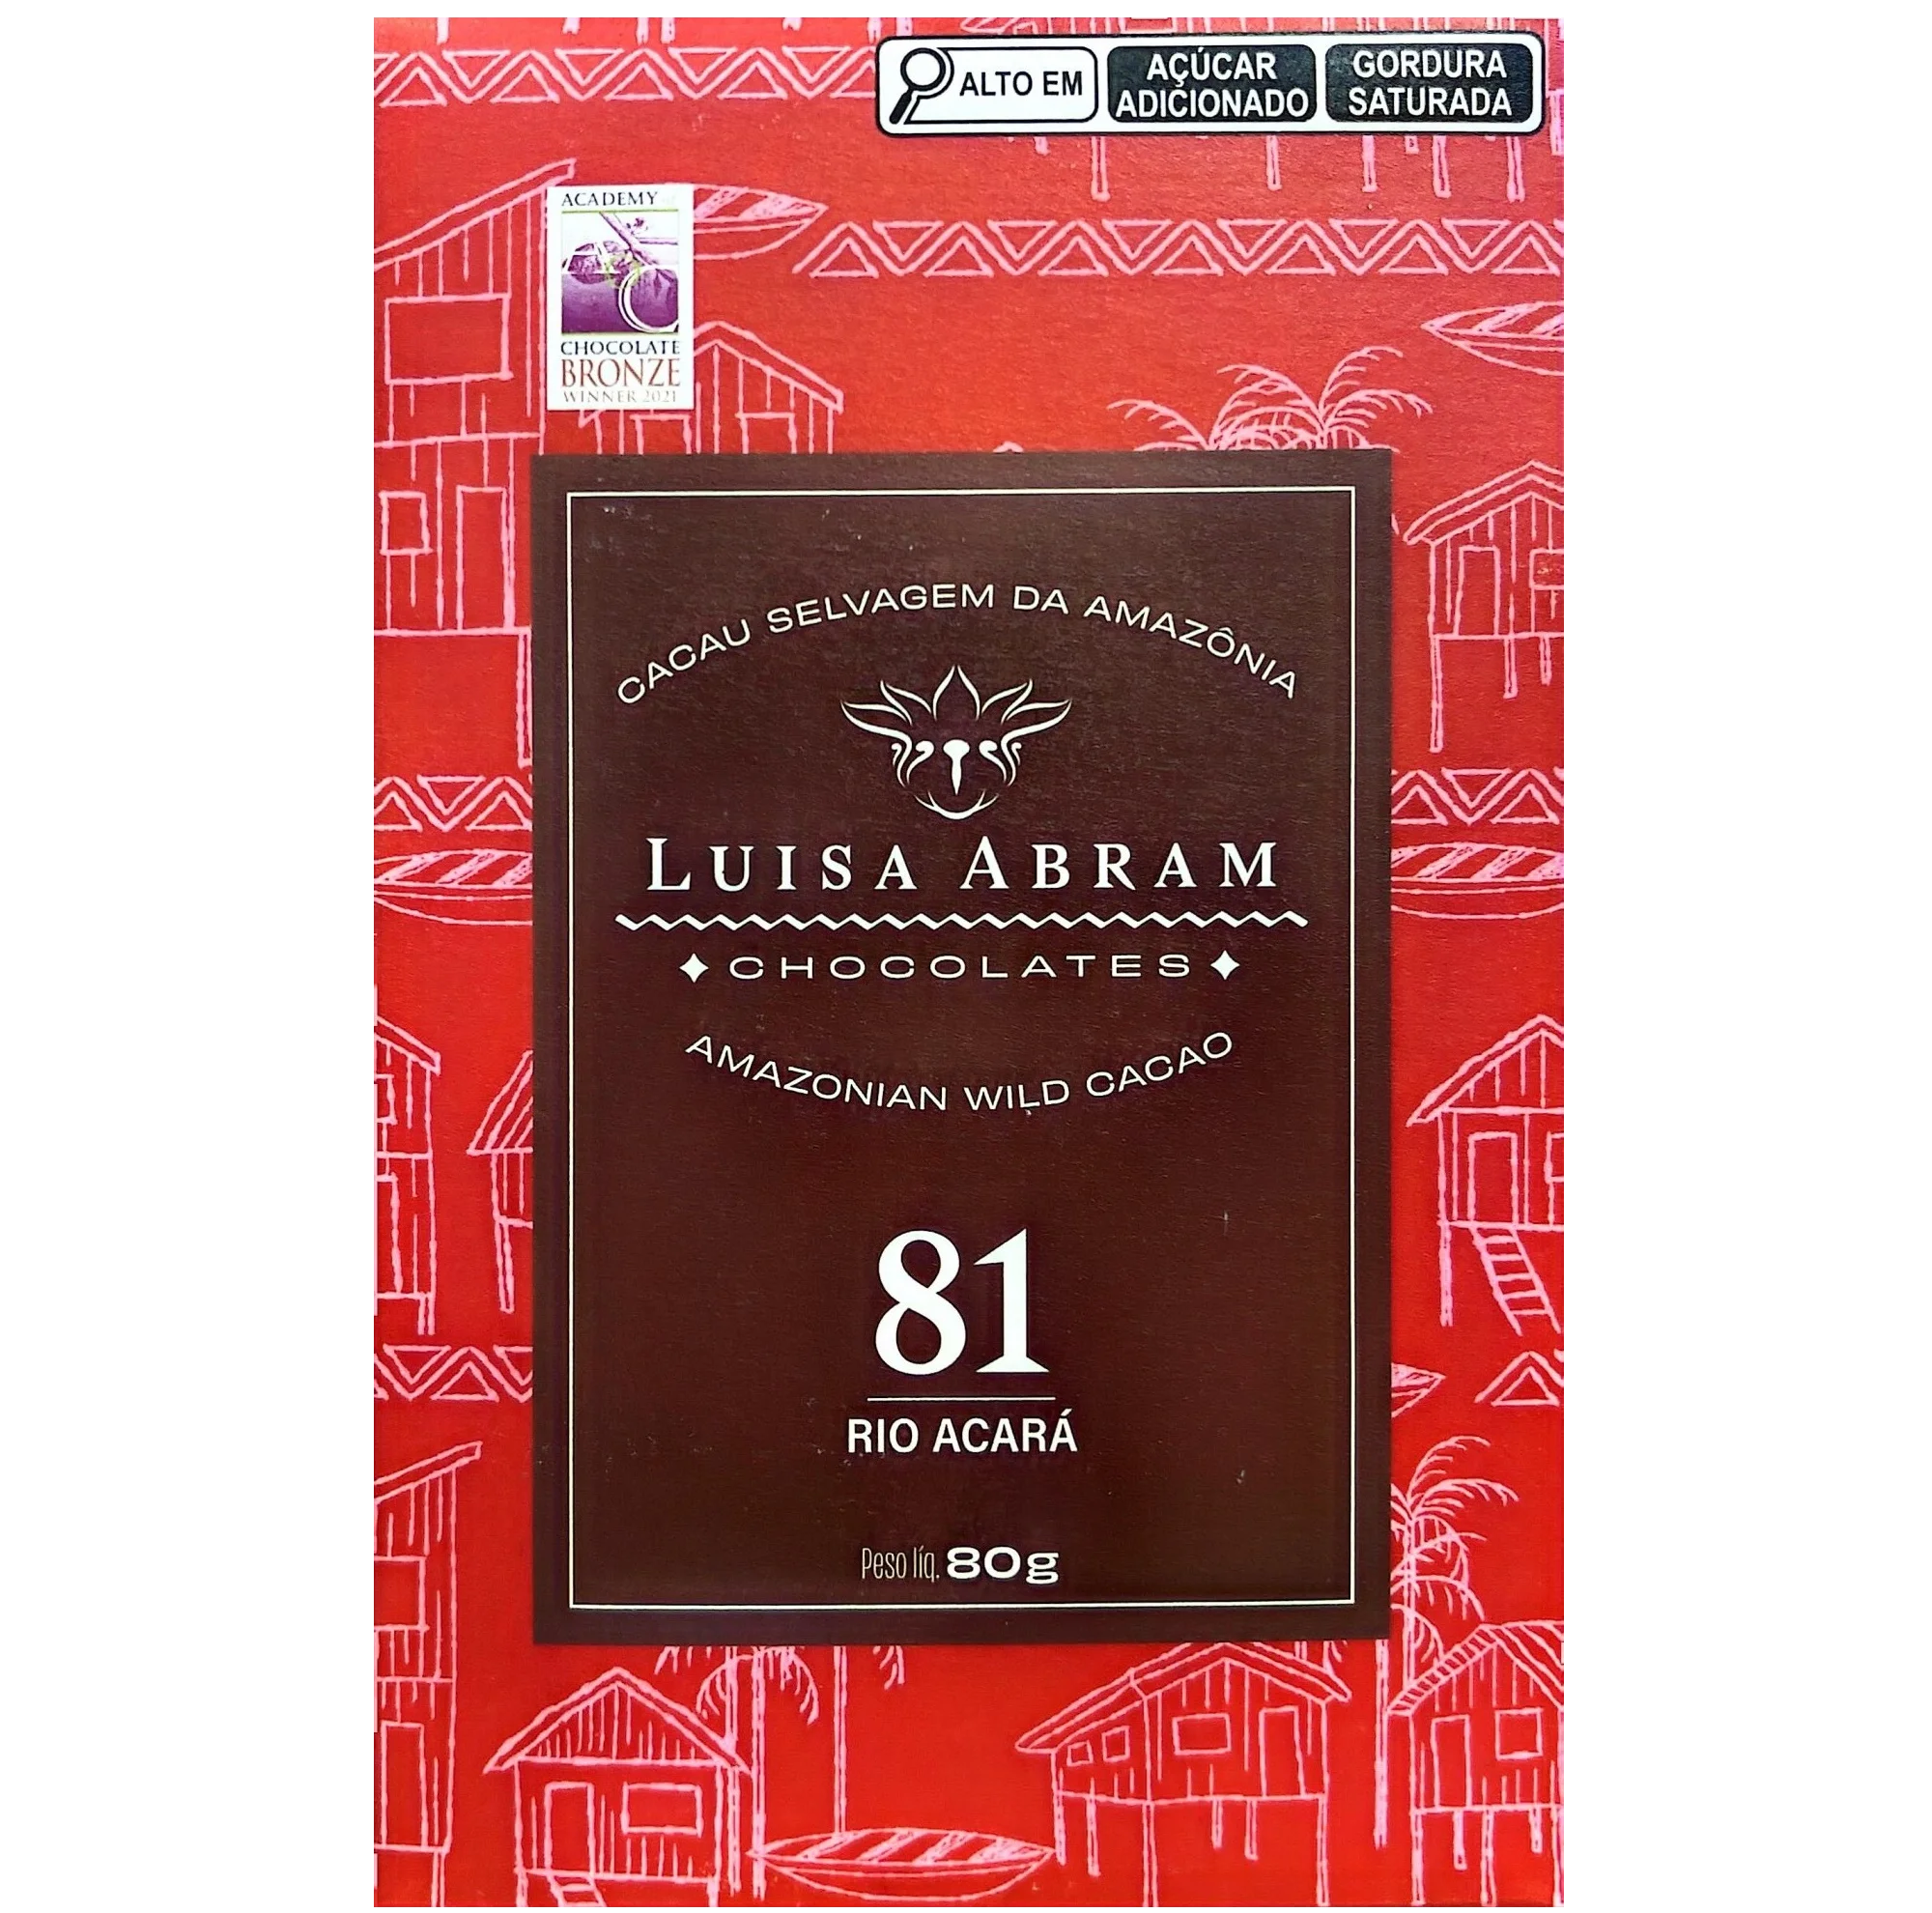 ALTO EM
AÇÚCAR
ADICIONADO
GORDURA
SATURADA
ACADEMY
CHOCOLATE
BRONZE
WINNER 2021
CACAU SELVAGEM DA AMAZÔNIA
LUISA ABRAM
CHOCOLATES
AMAZONIAN WILD CACAO
81
RIO ACARÁ
Peso líq. 80g